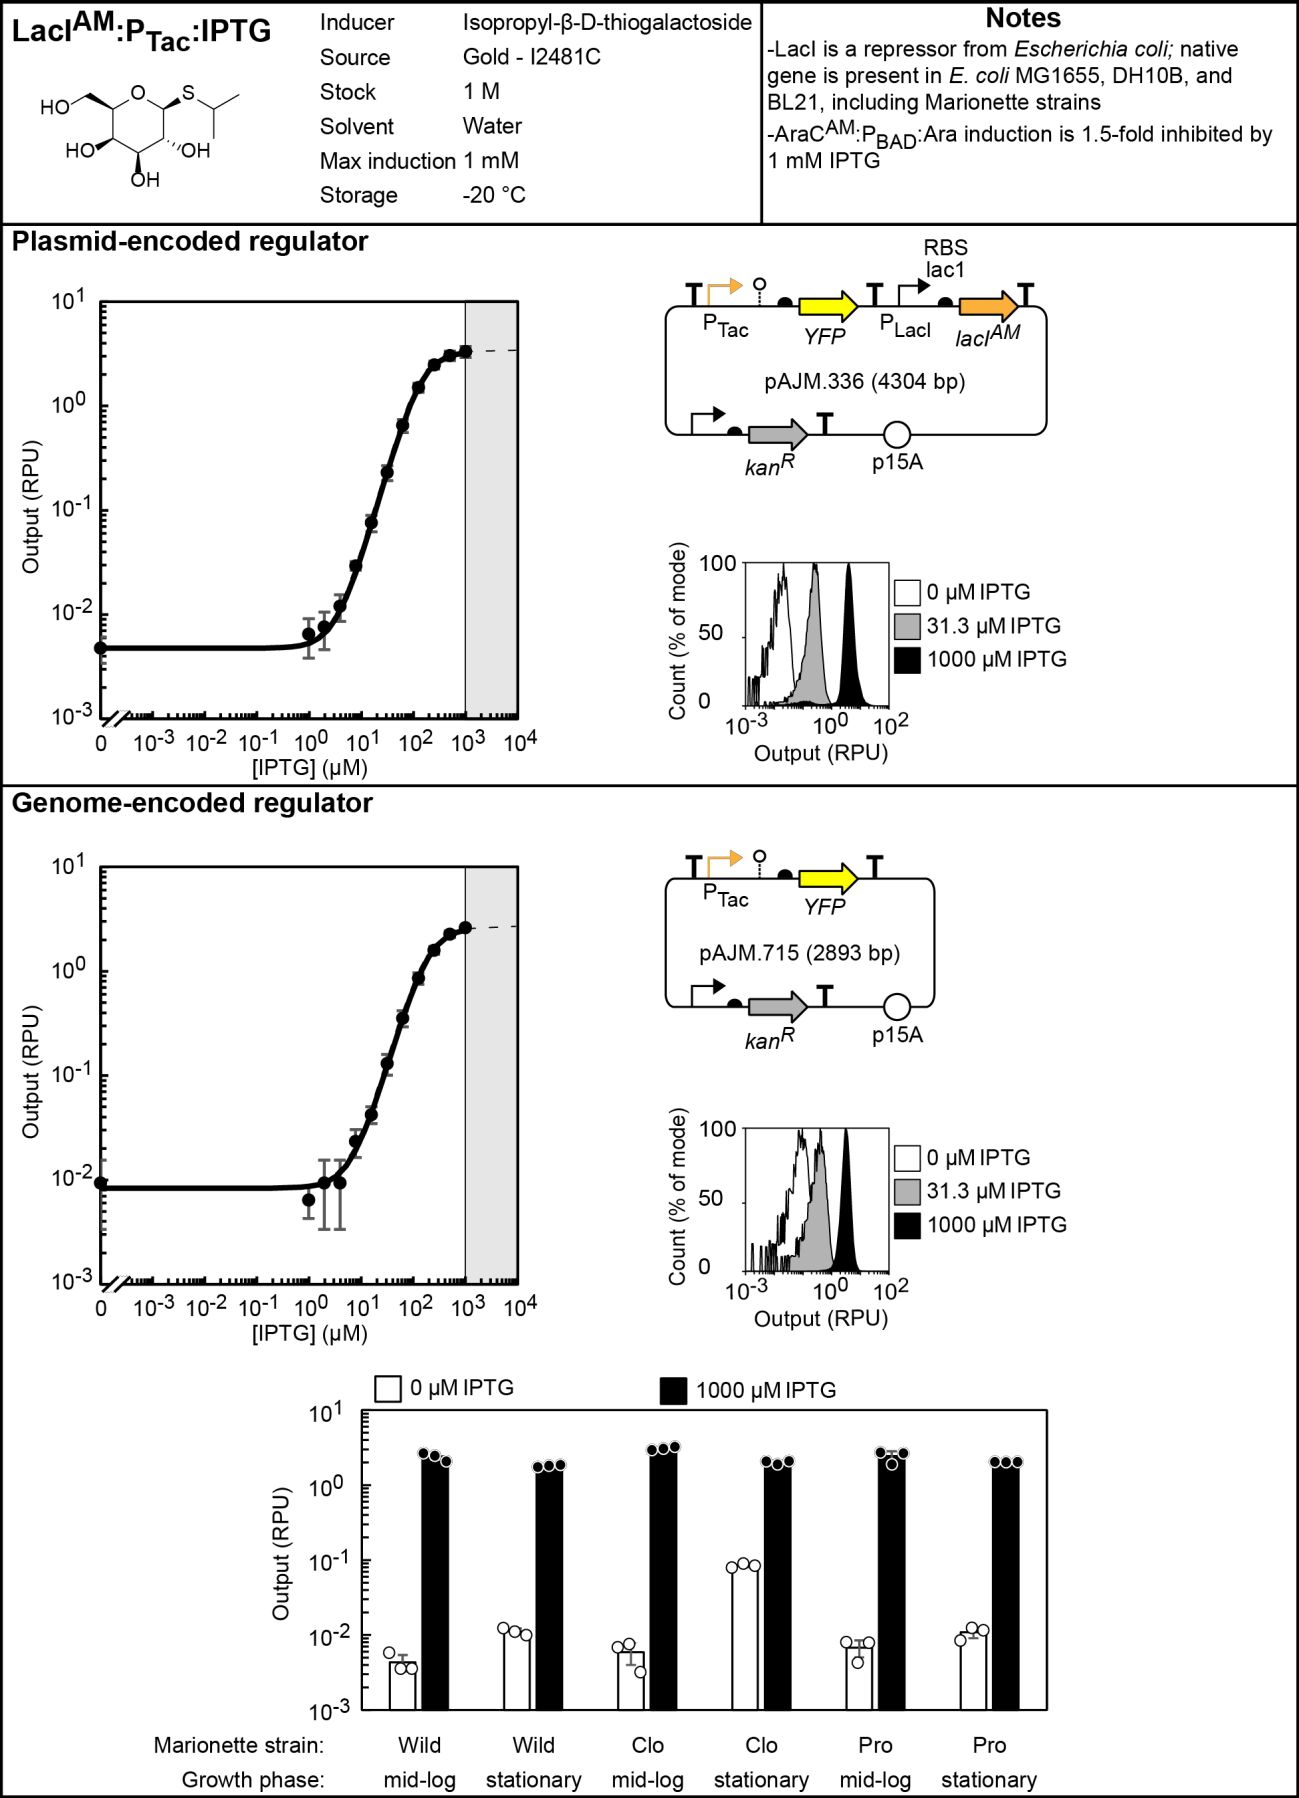 LacI^AM:P_Tac:IPTG
HO
O
S
HO
OH
OH
Inducer Isopropyl-β-D-thiogalactoside
Source Gold - I2481C
Stock 1 M
Solvent Water
Max induction 1 mM
Storage -20 °C
Notes
-LacI is a repressor from Escherichia coli; native
gene is present in E. coli MG1655, DH10B, and
BL21, including Marionette strains
-AraC^AM:P_BAD:Ara induction is 1.5-fold inhibited by
1 mM IPTG
Plasmid-encoded regulator
Output (RPU)
10^1
10^0
10^-1
10^-2
10^-3
0 10^-3 10^-2 10^-1 10^0 10^1 10^2 10^3 10^4
[IPTG] (µM)
RBS
lac1
P_Tac YFP P_LacI lacI^AM
pAJM.336 (4304 bp)
kan^R p15A
Count (% of mode)
100
50
0
10^-3 10^0 10^2
Output (RPU)
0 µM IPTG
31.3 µM IPTG
1000 µM IPTG
Genome-encoded regulator
Output (RPU)
10^1
10^0
10^-1
10^-2
10^-3
0 10^-3 10^-2 10^-1 10^0 10^1 10^2 10^3 10^4
[IPTG] (µM)
P_Tac YFP
pAJM.715 (2893 bp)
kan^R p15A
Count (% of mode)
100
50
0
10^-3 10^0 10^2
Output (RPU)
0 µM IPTG
31.3 µM IPTG
1000 µM IPTG
0 µM IPTG 1000 µM IPTG
Output (RPU)
10^1
10^0
10^-1
10^-2
10^-3
Marionette strain: Wild Wild Clo Clo Pro Pro
Growth phase: mid-log stationary mid-log stationary mid-log stationary